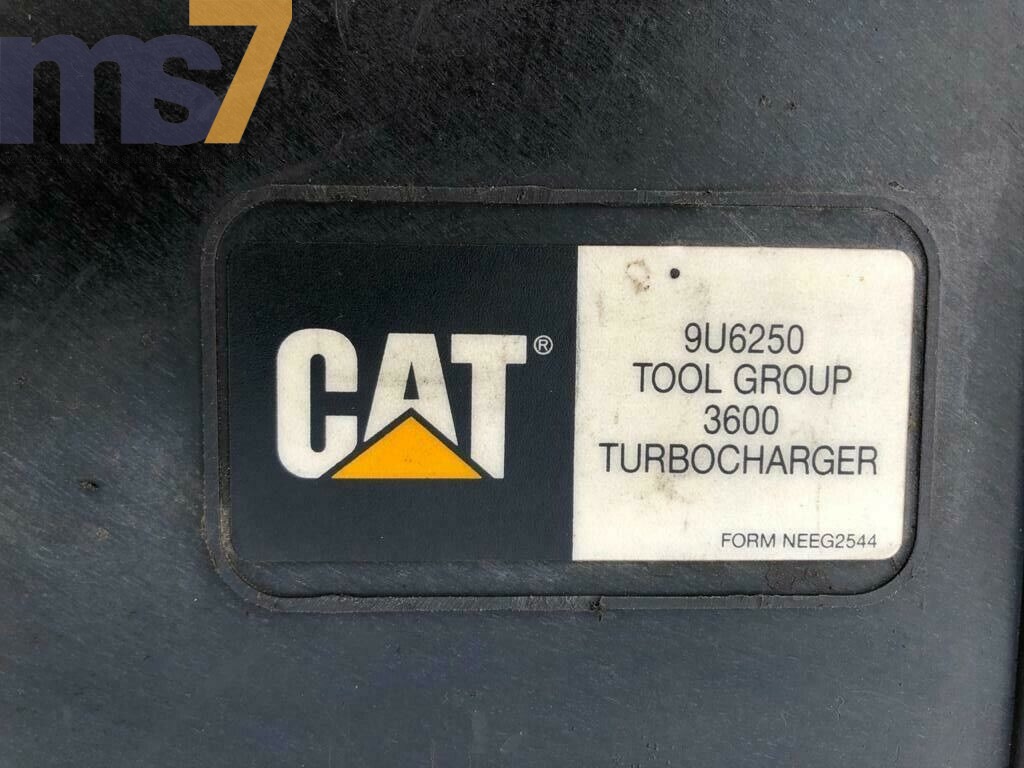 ms7
CAT®
9U6250
TOOL GROUP
3600
TURBOCHARGER
FORM NEEG2544